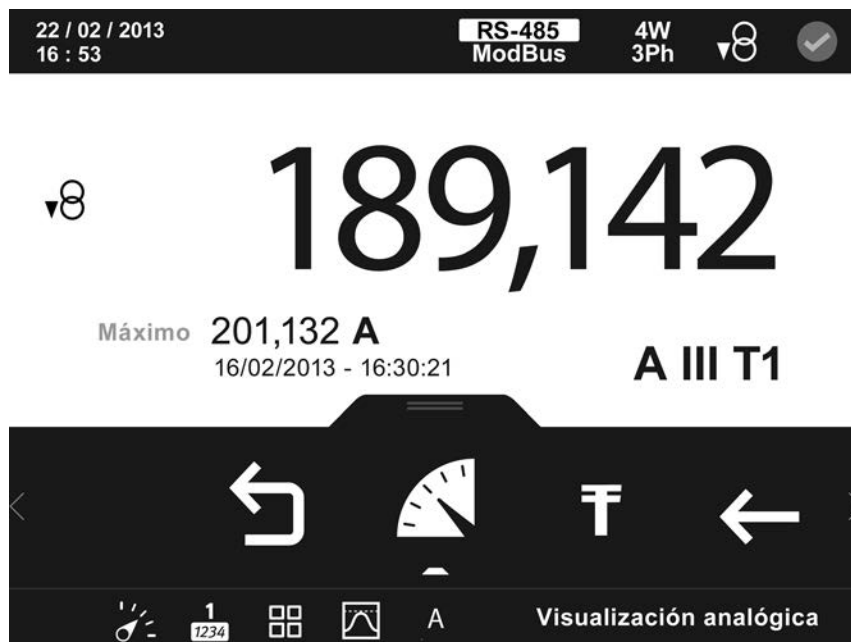 22 / 02 / 2013
16 : 53
RS-485
ModBus
4W
3Ph
189,142
Máximo 201,132 A
16/02/2013 - 16:30:21
A III T1
1
1234
A
Visualización analógica